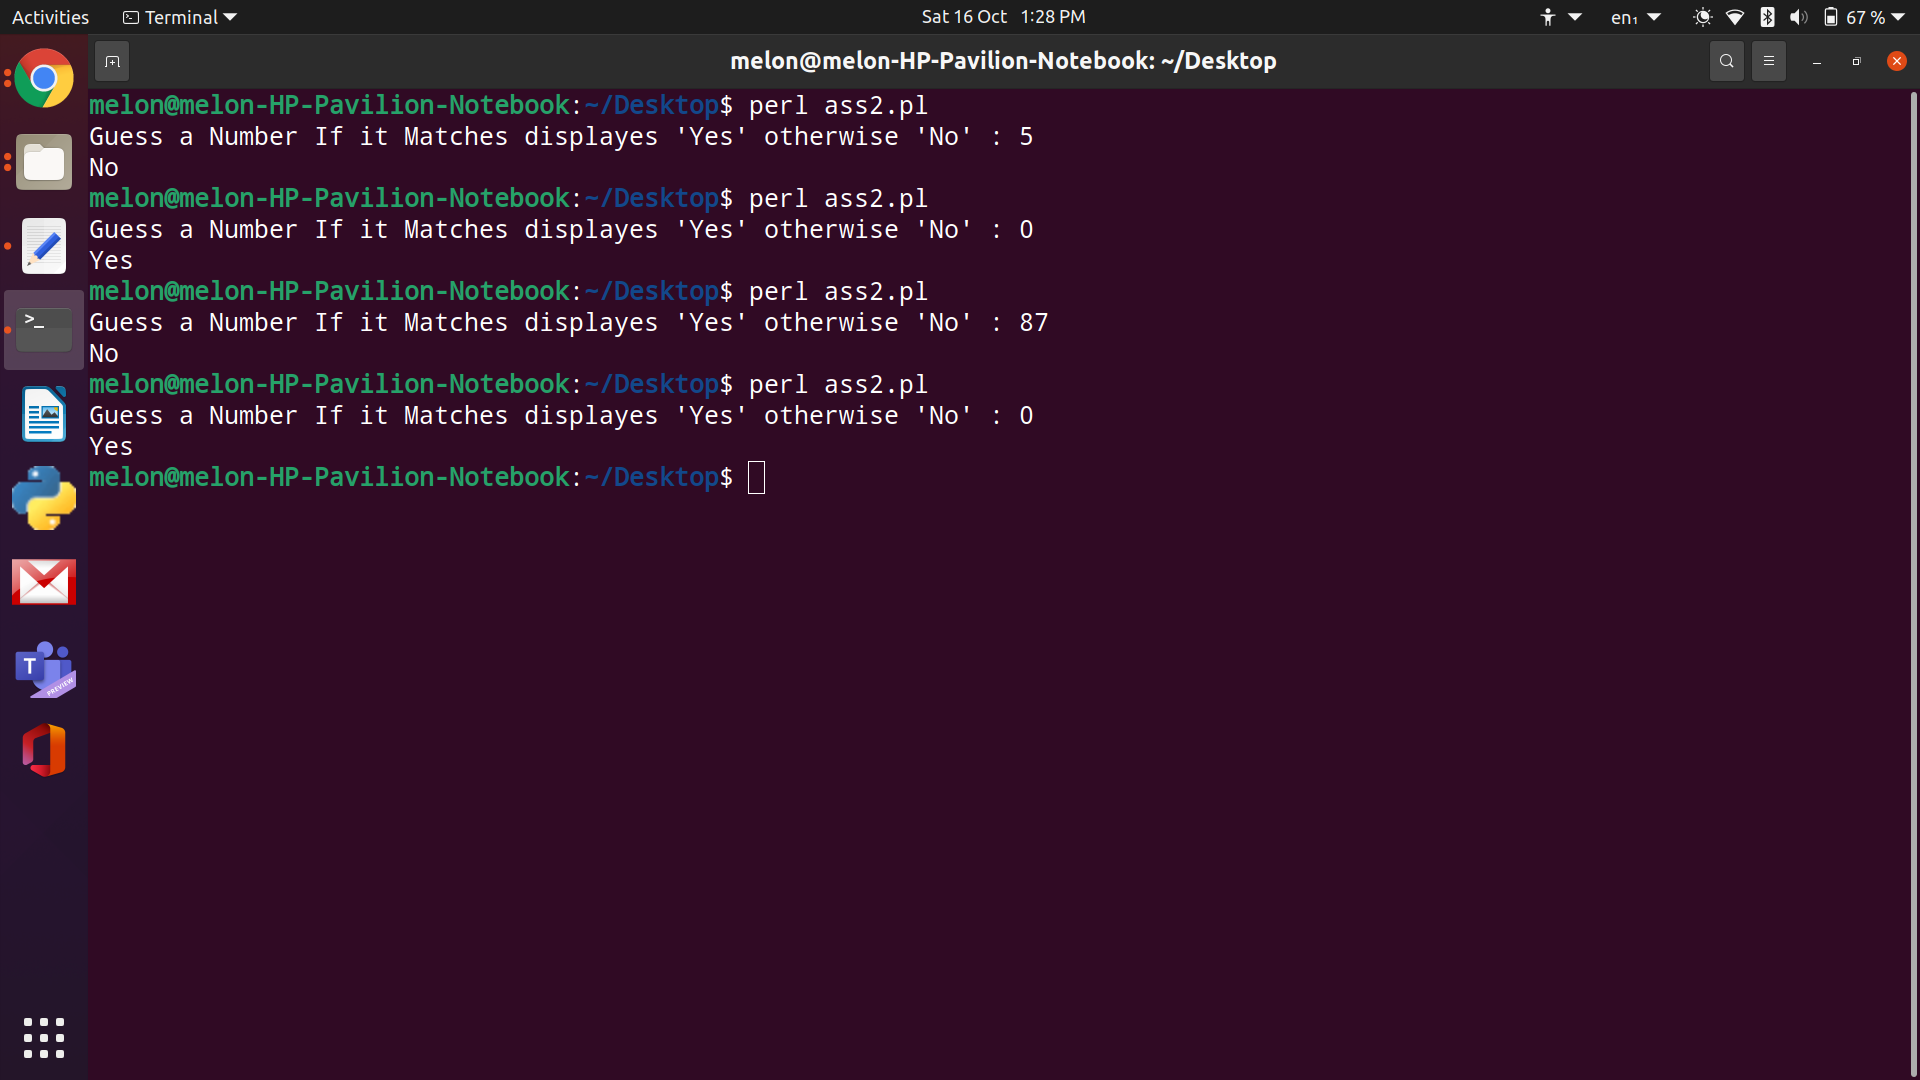 Activities Terminal Sat 16 Oct 1:28 PM en₁ 67 %
melon@melon-HP-Pavilion-Notebook: ~/Desktop
melon@melon-HP-Pavilion-Notebook:~/Desktop$ perl ass2.pl
Guess a Number If it Matches displayes 'Yes' otherwise 'No' : 5
No
melon@melon-HP-Pavilion-Notebook:~/Desktop$ perl ass2.pl
Guess a Number If it Matches displayes 'Yes' otherwise 'No' : 0
Yes
melon@melon-HP-Pavilion-Notebook:~/Desktop$ perl ass2.pl
Guess a Number If it Matches displayes 'Yes' otherwise 'No' : 87
No
melon@melon-HP-Pavilion-Notebook:~/Desktop$ perl ass2.pl
Guess a Number If it Matches displayes 'Yes' otherwise 'No' : 0
Yes
melon@melon-HP-Pavilion-Notebook:~/Desktop$
>_
T
PREVIEW